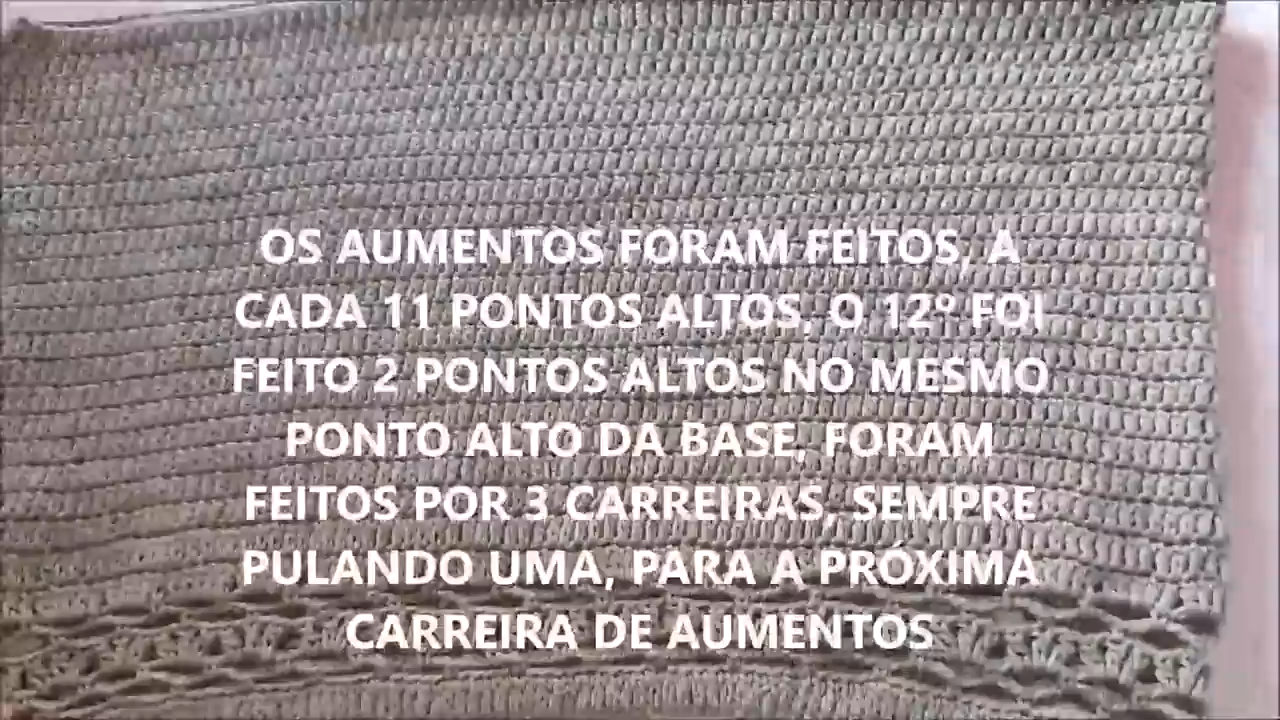 OS AUMENTOS FORAM FEITOS, A
CADA 11 PONTOS ALTOS, O 12º FOI
FEITO 2 PONTOS ALTOS NO MESMO
PONTO ALTO DA BASE, FORAM
FEITOS POR 3 CARREIRAS, SEMPRE
PULANDO UMA, PARA A PRÓXIMA
CARREIRA DE AUMENTOS